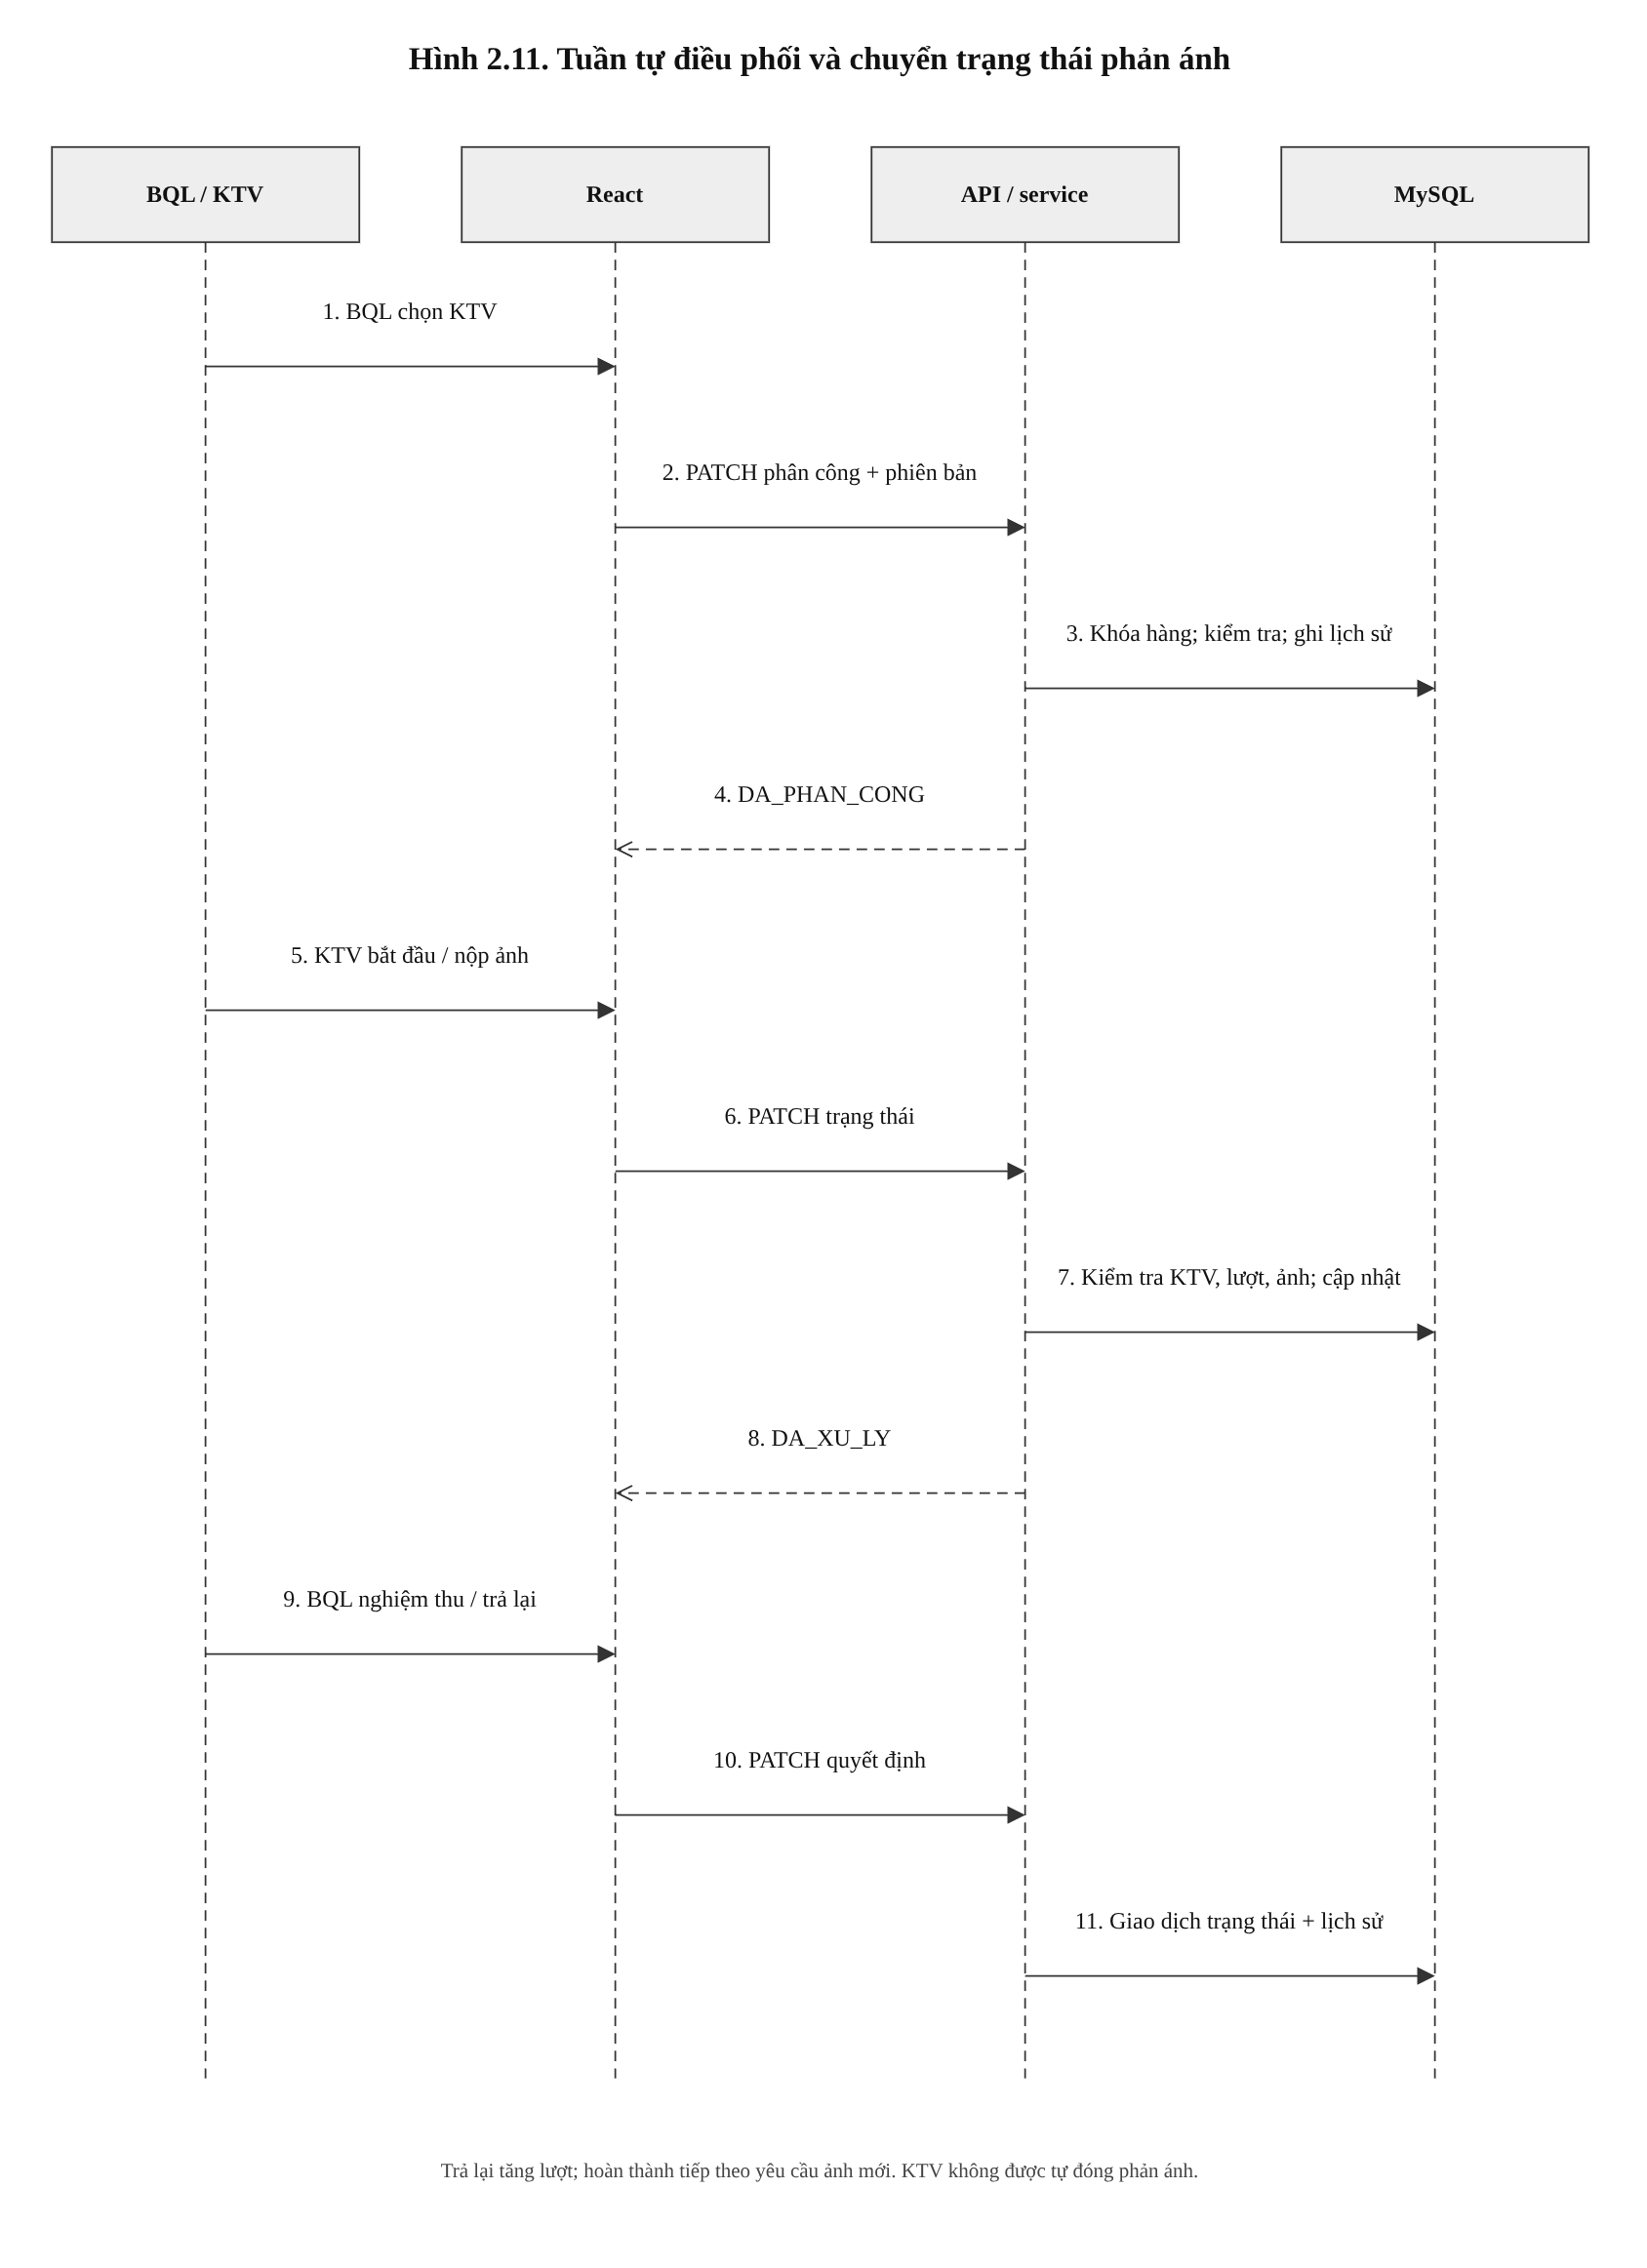 Hình 2.11. Tuần tự điều phối và chuyển trạng thái phản ánh
BQL / KTV
React
API / service
MySQL
1. BQL chọn KTV
2. PATCH phân công + phiên bản
3. Khóa hàng; kiểm tra; ghi lịch sử
4. DA_PHAN_CONG
5. KTV bắt đầu / nộp ảnh
6. PATCH trạng thái
7. Kiểm tra KTV, lượt, ảnh; cập nhật
8. DA_XU_LY
9. BQL nghiệm thu / trả lại
10. PATCH quyết định
11. Giao dịch trạng thái + lịch sử
Trả lại tăng lượt; hoàn thành tiếp theo yêu cầu ảnh mới. KTV không được tự đóng phản ánh.